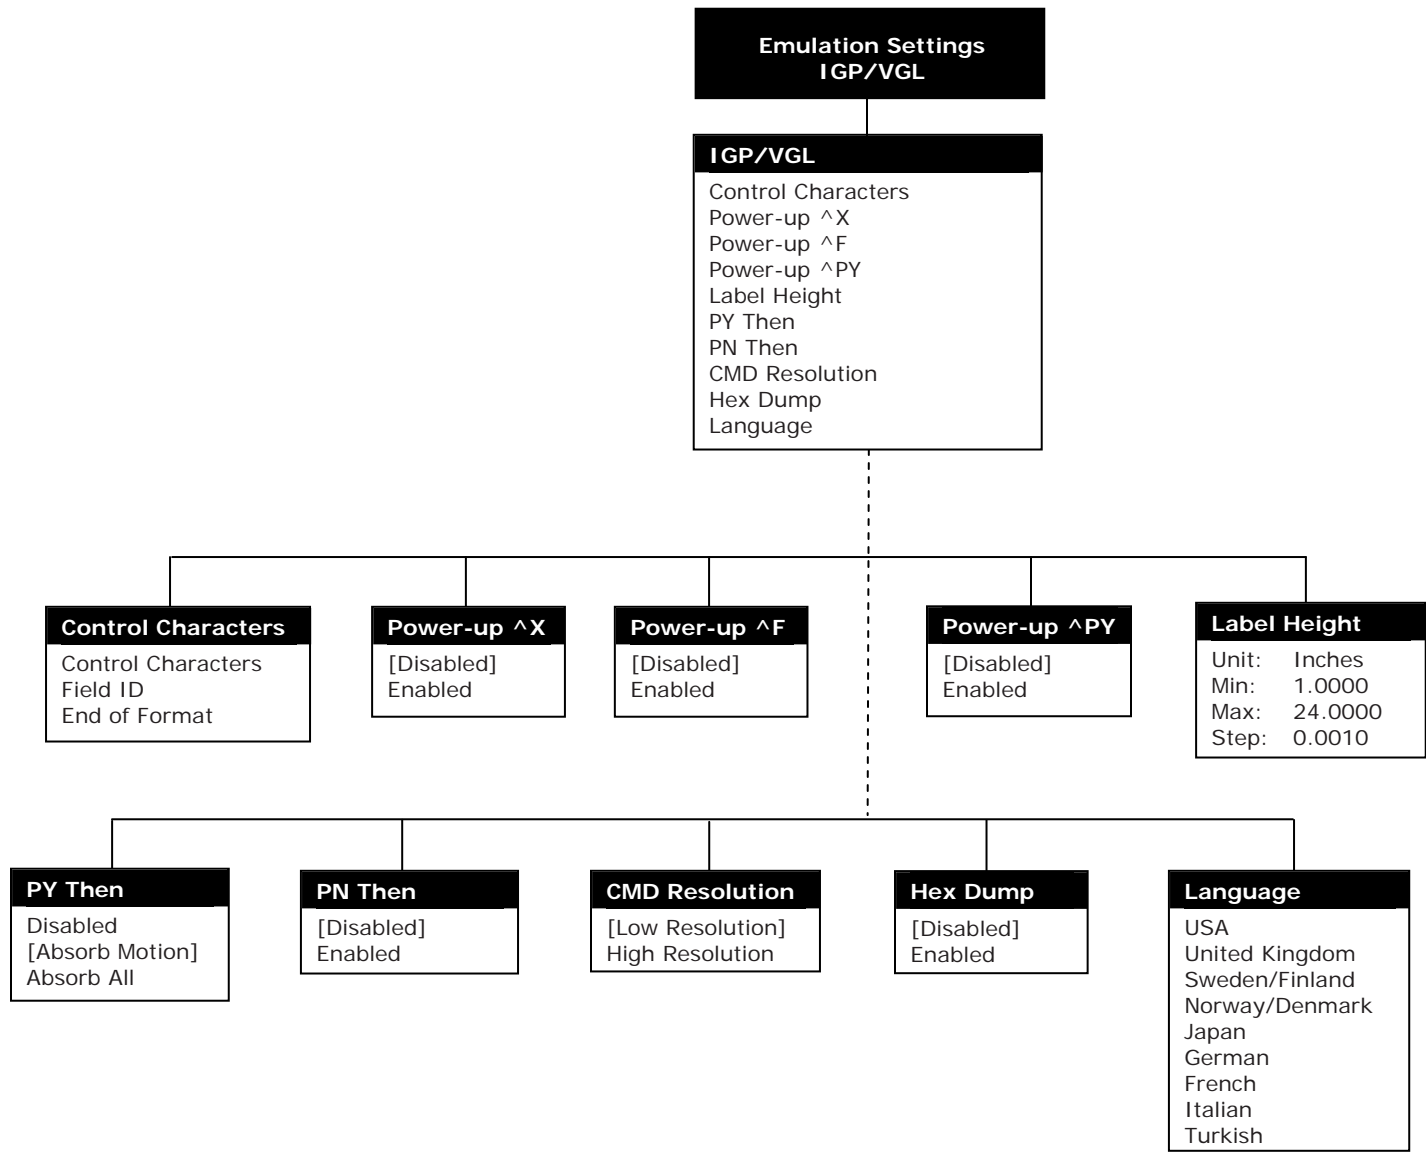 Emulation Settings
IGP/VGL
IGP/VGL
Control Characters
Power-up ^X
Power-up ^F
Power-up ^PY
Label Height
PY Then
PN Then
CMD Resolution
Hex Dump
Language
Control Characters
Control Characters
Field ID
End of Format
Power-up ^X
[Disabled]
Enabled
Power-up ^F
[Disabled]
Enabled
Power-up ^PY
[Disabled]
Enabled
Label Height
Unit: Inches
Min: 1.0000
Max: 24.0000
Step: 0.0010
PY Then
Disabled
[Absorb Motion]
Absorb All
PN Then
[Disabled]
Enabled
CMD Resolution
[Low Resolution]
High Resolution
Hex Dump
[Disabled]
Enabled
Language
USA
United Kingdom
Sweden/Finland
Norway/Denmark
Japan
German
French
Italian
Turkish